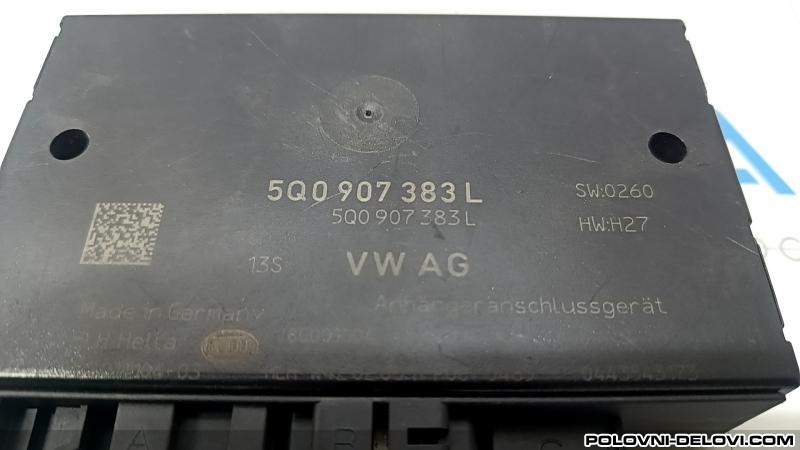 5Q0 907 383 L
5Q0 907 383 L
SW:0260
HW:H27
13S VW AG
Made in Germany Anhängeranschlussgerät
Hella
A B C
POLOVNI-DELOVI.COM